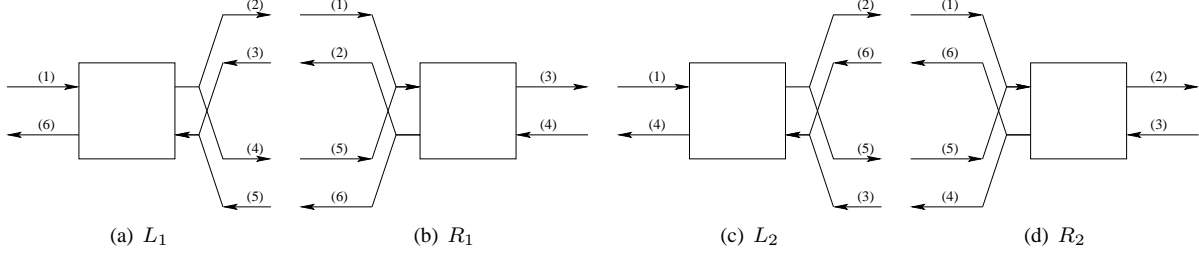 (2) (1) (2) (1)
(3) (2) (6) (6)
(1) (3) (1) (2)
(6) (4) (4) (3)
(4) (5) (5) (5)
(5) (6) (3) (4)
(a) L₁ (b) R₁ (c) L₂ (d) R₂